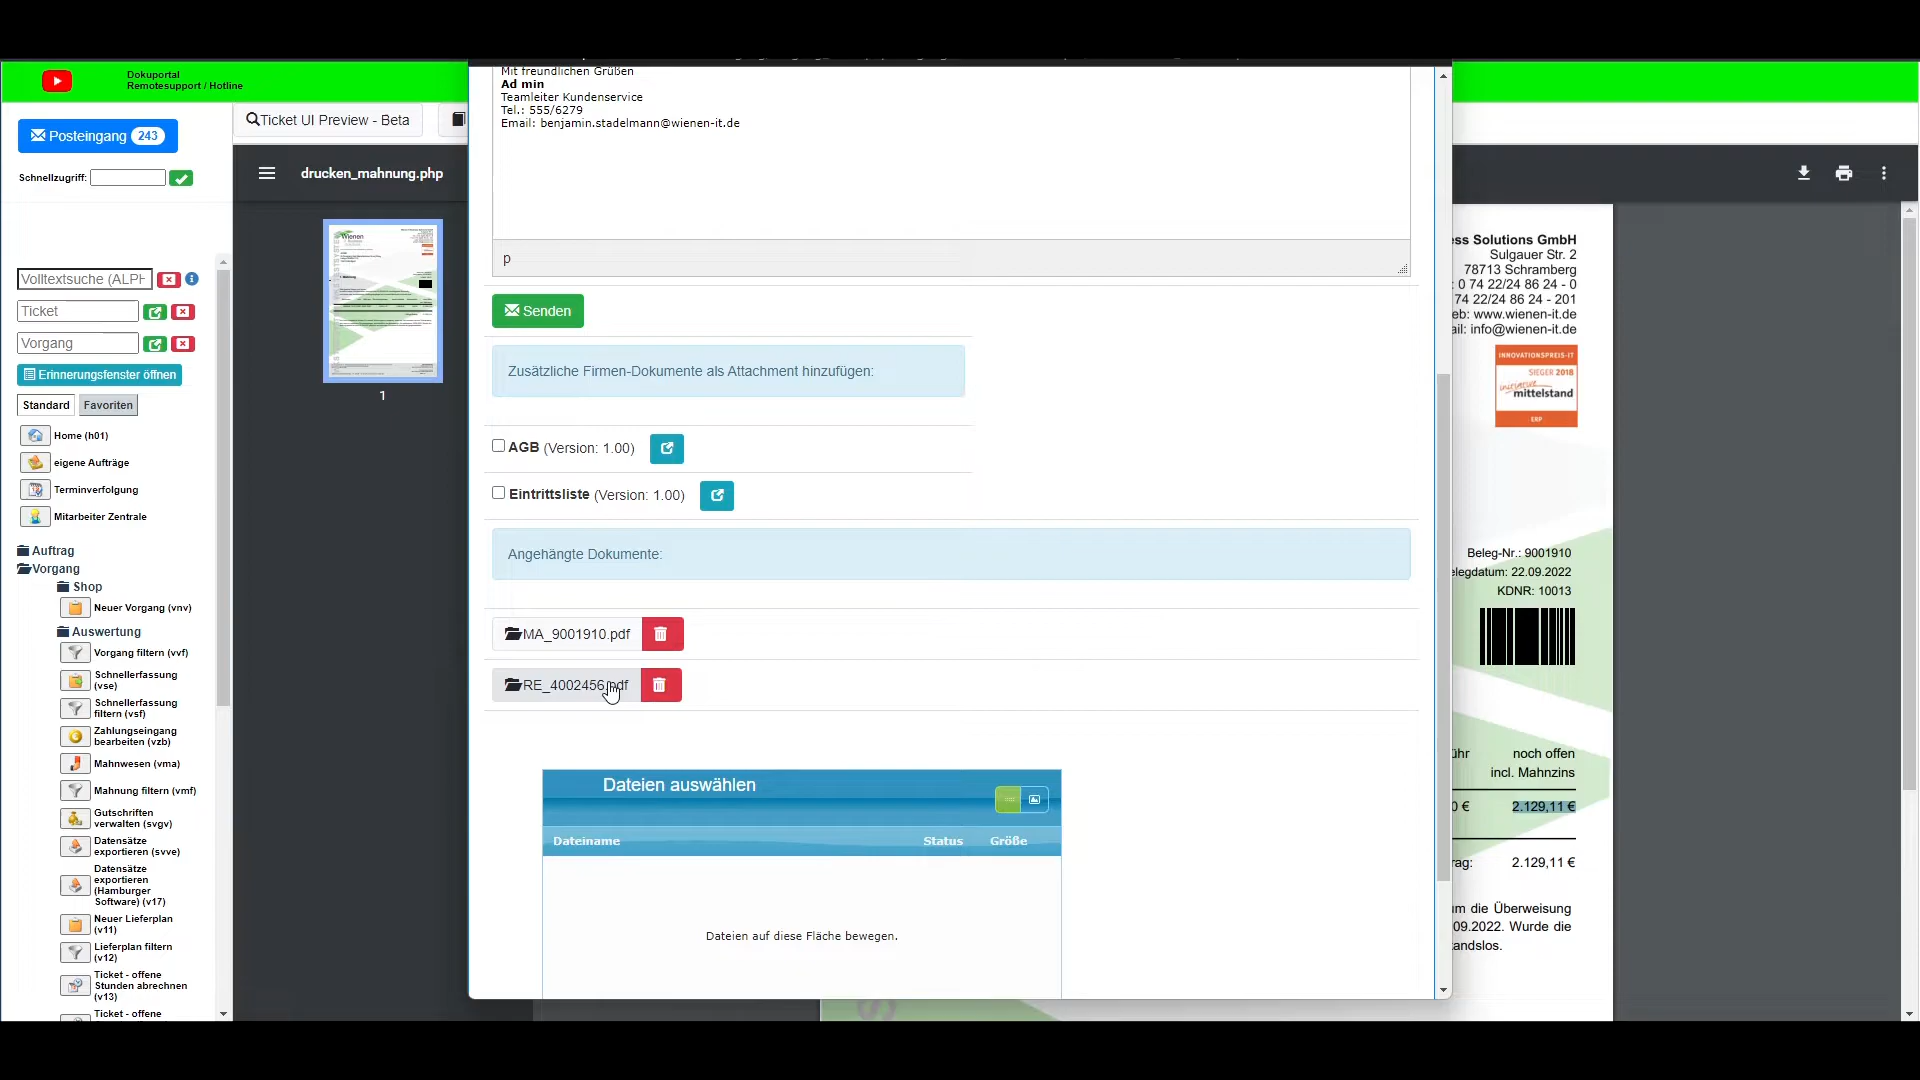 Dokuportal
Remotesupport / Hotline
Posteingang 243
Schnellzugriff:
Ticket UI Preview - Beta
drucken_mahnung.php
1
Volltextsuche (ALPH
Ticket
Vorgang
Erinnerungsfenster öffnen
Standard
Favoriten
Home (h01)
eigene Aufträge
Terminverfolgung
Mitarbeiter Zentrale
Auftrag
Vorgang
Shop
Neuer Vorgang (vnv)
Auswertung
Vorgang filtern (vvf)
Schnellerfassung
(vse)
Schnellerfassung
filtern (vsf)
Zahlungseingang
bearbeiten (vzb)
Mahnwesen (vma)
Mahnung filtern (vmf)
Gutschriften
verwalten (svgv)
Datensätze
exportieren (svve)
Datensätze
exportieren
(Hamburger
Software) (v17)
Neuer Lieferplan
(v11)
Lieferplan filtern
(v12)
Ticket - offene
Stunden abrechnen
(v13)
Ticket - offene
Mit freundlichen Grüßen
Ad min
Teamleiter Kundenservice
Tel.: 555/6279
Email: benjamin.stadelmann@wienen-it.de
p
Senden
Zusätzliche Firmen-Dokumente als Attachment hinzufügen:
AGB (Version: 1.00)
Eintrittsliste (Version: 1.00)
Angehängte Dokumente:
MA_9001910.pdf
RE_4002456.pdf
Dateien auswählen
Dateiname Status Größe
Dateien auf diese Fläche bewegen.
ess Solutions GmbH
Sulgauer Str. 2
78713 Schramberg
: 0 74 22/24 86 24 - 0
74 22/24 86 24 - 201
eb: www.wienen-it.de
ail: info@wienen-it.de
INNOVATIONSPREIS-IT
SIEGER 2018
initiative
mittelstand
ERP
Beleg-Nr.: 9001910
elegdatum: 22.09.2022
KDNR: 10013
ühr noch offen
incl. Mahnzins
0 € 2.129,11 €
rag: 2.129,11 €
um die Überweisung
09.2022. Wurde die
andslos.